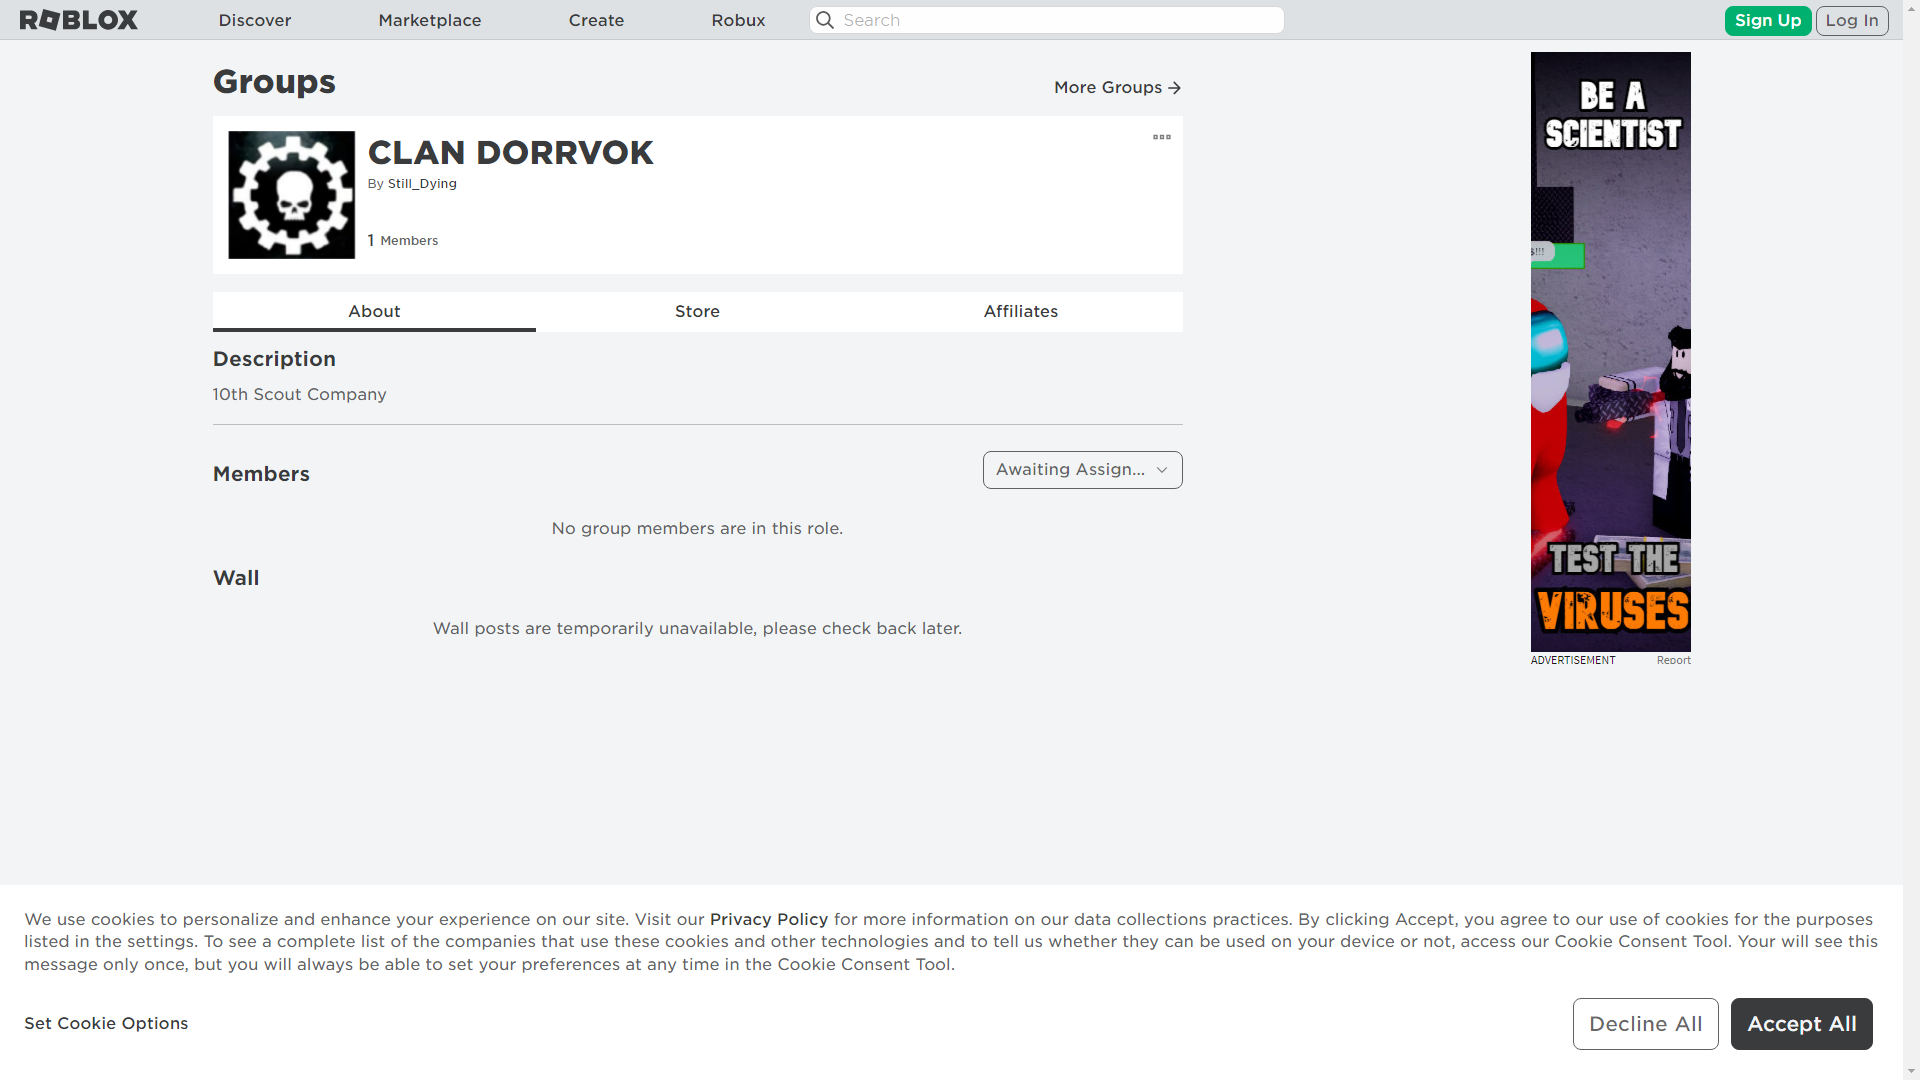 ROBLOX
Discover
Marketplace
Create
Robux
Search
Sign Up
Log In
Groups
More Groups
CLAN DORRVOK
By Still_Dying
1 Members
About
Store
Affiliates
Description
10th Scout Company
Members
Awaiting Assign...
No group members are in this role.
Wall
Wall posts are temporarily unavailable, please check back later.
BE A
SCIENTIST
TEST THE
VIRUSES
ADVERTISEMENT
Report
We use cookies to personalize and enhance your experience on our site. Visit our Privacy Policy for more information on our data collections practices. By clicking Accept, you agree to our use of cookies for the purposes
listed in the settings. To see a complete list of the companies that use these cookies and other technologies and to tell us whether they can be used on your device or not, access our Cookie Consent Tool. Your will see this
message only once, but you will always be able to set your preferences at any time in the Cookie Consent Tool.
Set Cookie Options
Decline All
Accept All